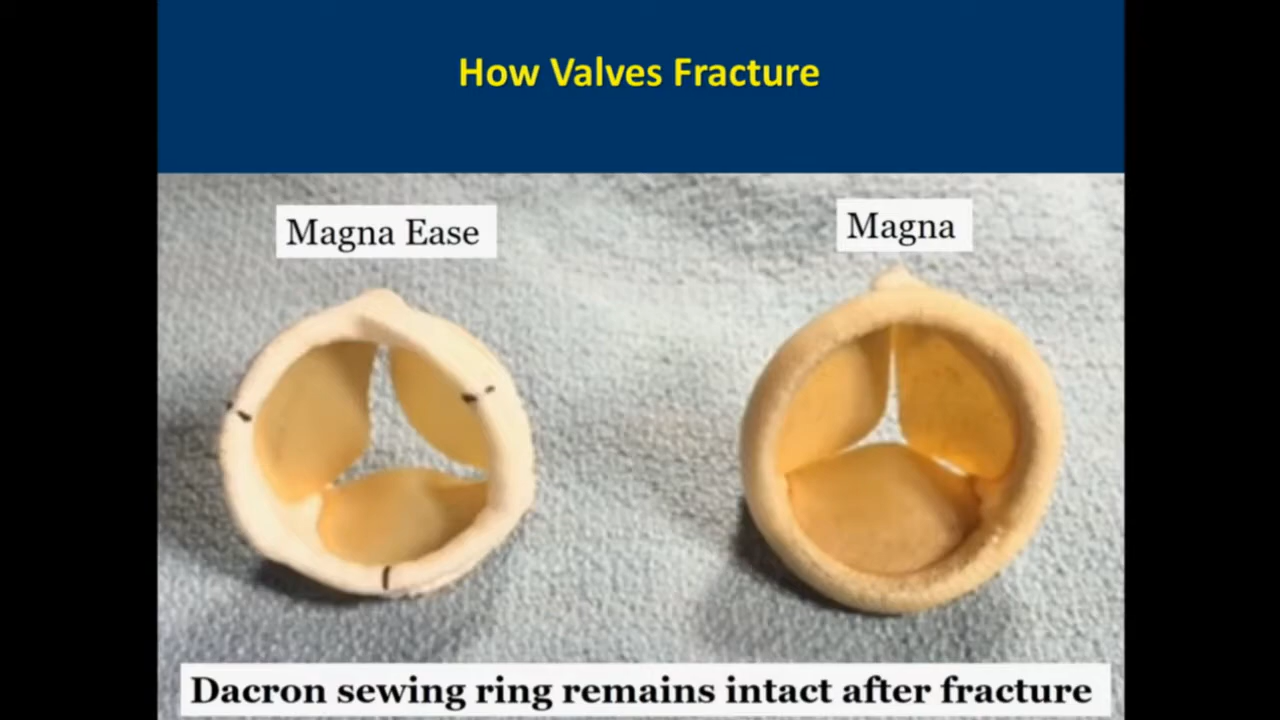 How Valves Fracture
Magna Ease
Magna
Dacron sewing ring remains intact after fracture